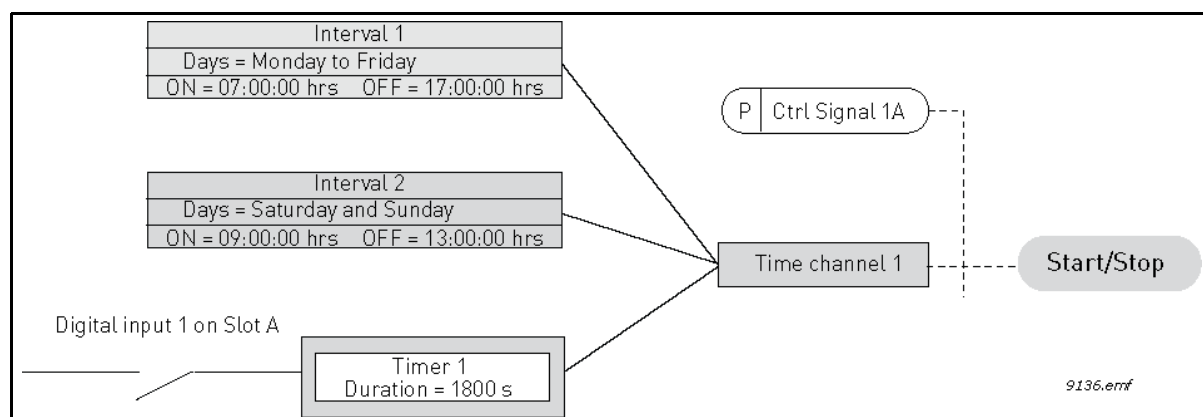 Interval 1
Days = Monday to Friday
ON = 07:00:00 hrs OFF = 17:00:00 hrs
P Ctrl Signal 1A
Interval 2
Days = Saturday and Sunday
ON = 09:00:00 hrs OFF = 13:00:00 hrs
Time channel 1
Start/Stop
Digital input 1 on Slot A
Timer 1
Duration = 1800 s
9136.emf